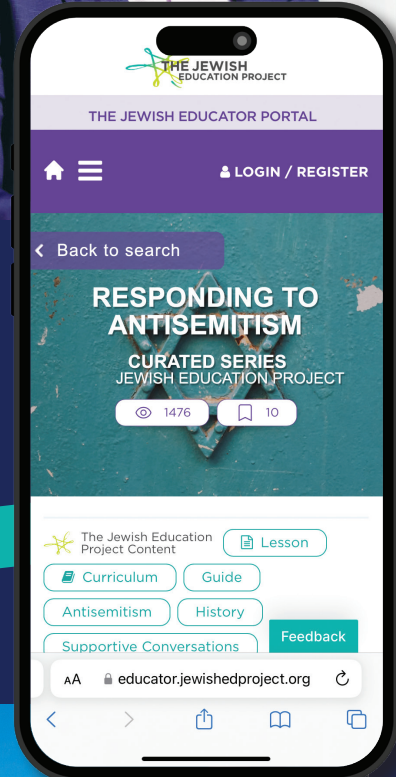 THE JEWISH
EDUCATION PROJECT
THE JEWISH EDUCATOR PORTAL
LOGIN / REGISTER
Back to search
RESPONDING TO
ANTISEMITISM
CURATED SERIES
JEWISH EDUCATION PROJECT
1476 10
The Jewish Education
Project Content
Lesson
Curriculum Guide
Antisemitism History
Supportive Conversations
Feedback
AA educator.jewishedproject.org